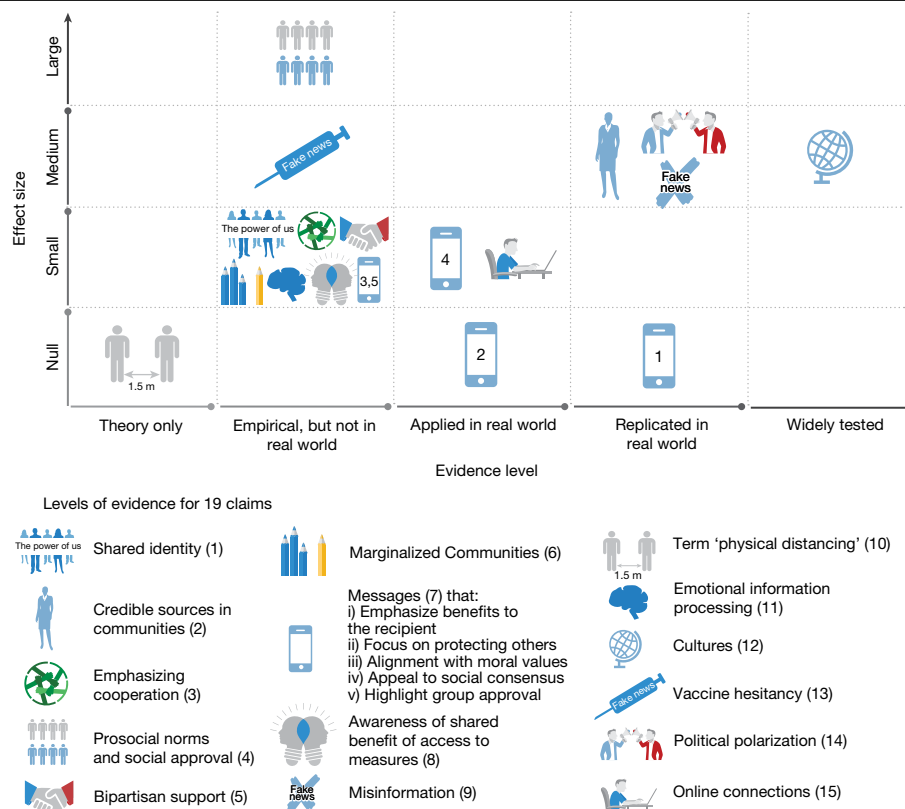 Effect size
Large
Medium
Small
Null
Fake news
Fake
news
The power of us
3,5
4
1.5 m
2
1
Theory only
Empirical, but not in
real world
Applied in real world
Replicated in
real world
Widely tested
Evidence level
Levels of evidence for 19 claims
The power of us
Shared identity (1)
Credible sources in
communities (2)
Emphasizing
cooperation (3)
Prosocial norms
and social approval (4)
Bipartisan support (5)
Marginalized Communities (6)
Messages (7) that:
i) Emphasize benefits to
the recipient
ii) Focus on protecting others
iii) Alignment with moral values
iv) Appeal to social consensus
v) Highlight group approval
Awareness of shared
benefit of access to
measures (8)
Fake
news
Misinformation (9)
1.5 m
Term ‘physical distancing’ (10)
Emotional information
processing (11)
Cultures (12)
Fake news
Vaccine hesitancy (13)
Political polarization (14)
Online connections (15)